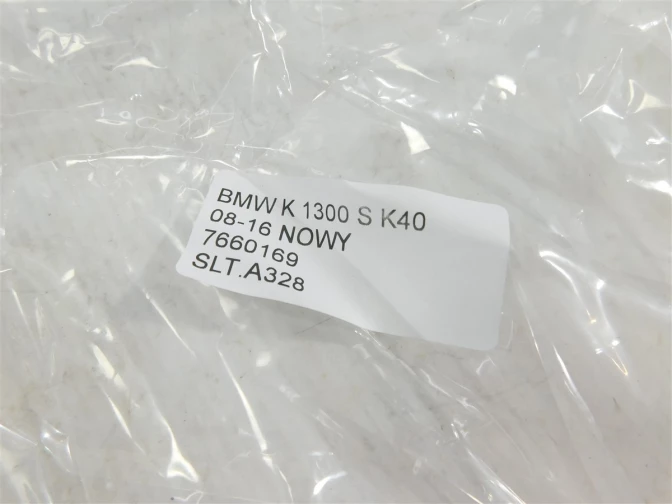 BMW K 1300 S K40
08-16 NOWY
7660169
SLT.A328